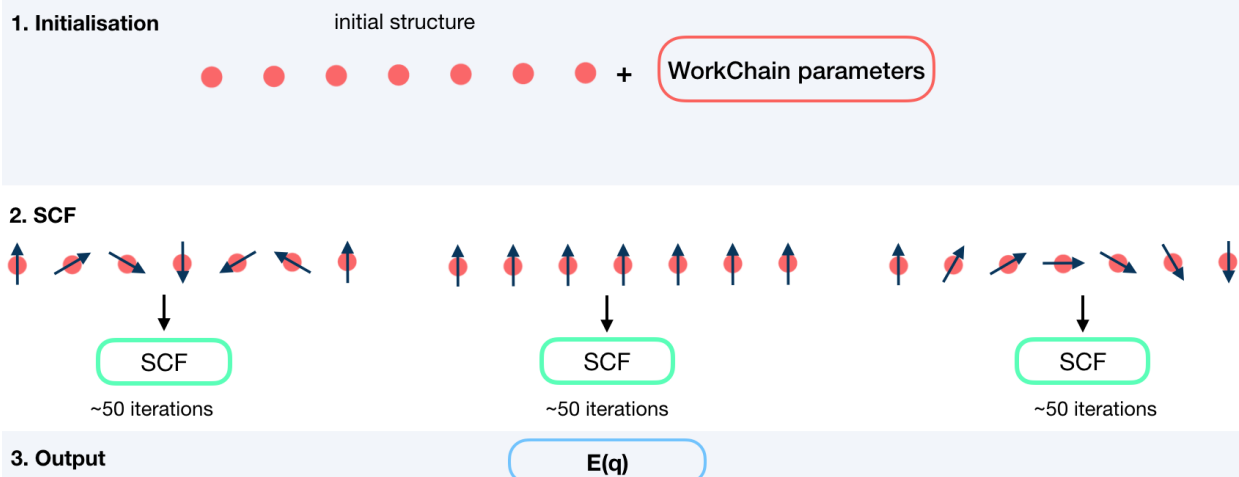 1. Initialisation
initial structure
+
WorkChain parameters
2. SCF
SCF
SCF
SCF
~50 iterations
~50 iterations
~50 iterations
3. Output
E(q)